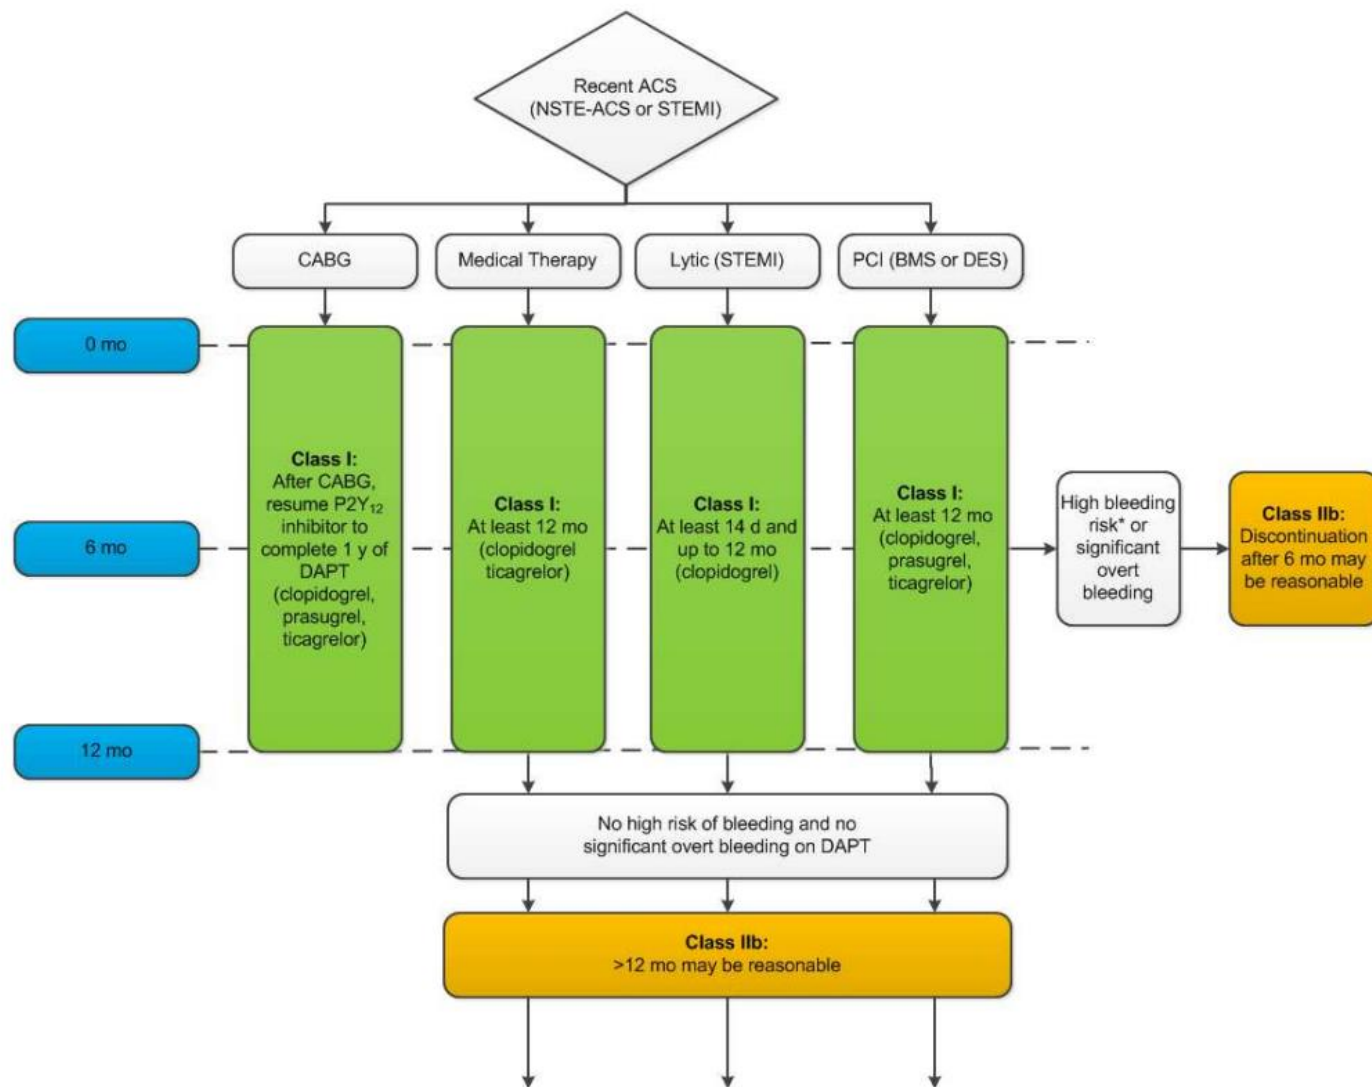 Recent ACS
(NSTE-ACS or STEMI)
CABG
Medical Therapy
Lytic (STEMI)
PCI (BMS or DES)
0 mo
Class I:
After CABG,
resume P2Y₁₂
inhibitor to
complete 1 y of
DAPT
(clopidogrel,
prasugrel,
ticagrelor)
Class I:
At least 12 mo
(clopidogrel
ticagrelor)
Class I:
At least 14 d and
up to 12 mo
(clopidogrel)
Class I:
At least 12 mo
(clopidogrel,
prasugrel,
ticagrelor)
High bleeding
risk* or
significant
overt
bleeding
Class IIb:
Discontinuation
after 6 mo may
be reasonable
6 mo
12 mo
No high risk of bleeding and no
significant overt bleeding on DAPT
Class IIb:
>12 mo may be reasonable